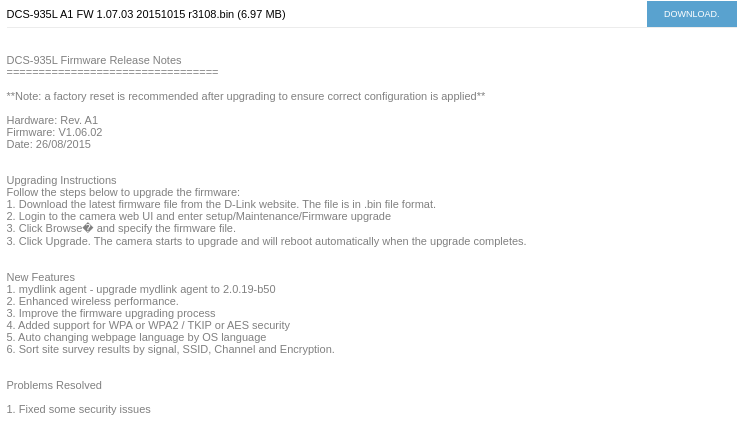 DCS-935L A1 FW 1.07.03 20151015 r3108.bin (6.97 MB)
DOWNLOAD.
DCS-935L Firmware Release Notes
=================================
**Note: a factory reset is recommended after upgrading to ensure correct configuration is applied**
Hardware: Rev. A1
Firmware: V1.06.02
Date: 26/08/2015
Upgrading Instructions
Follow the steps below to upgrade the firmware:
1. Download the latest firmware file from the D-Link website. The file is in .bin file format.
2. Login to the camera web UI and enter setup/Maintenance/Firmware upgrade
3. Click Browse� and specify the firmware file.
3. Click Upgrade. The camera starts to upgrade and will reboot automatically when the upgrade completes.
New Features
1. mydlink agent - upgrade mydlink agent to 2.0.19-b50
2. Enhanced wireless performance.
3. Improve the firmware upgrading process
4. Added support for WPA or WPA2 / TKIP or AES security
5. Auto changing webpage language by OS language
6. Sort site survey results by signal, SSID, Channel and Encryption.
Problems Resolved
1. Fixed some security issues